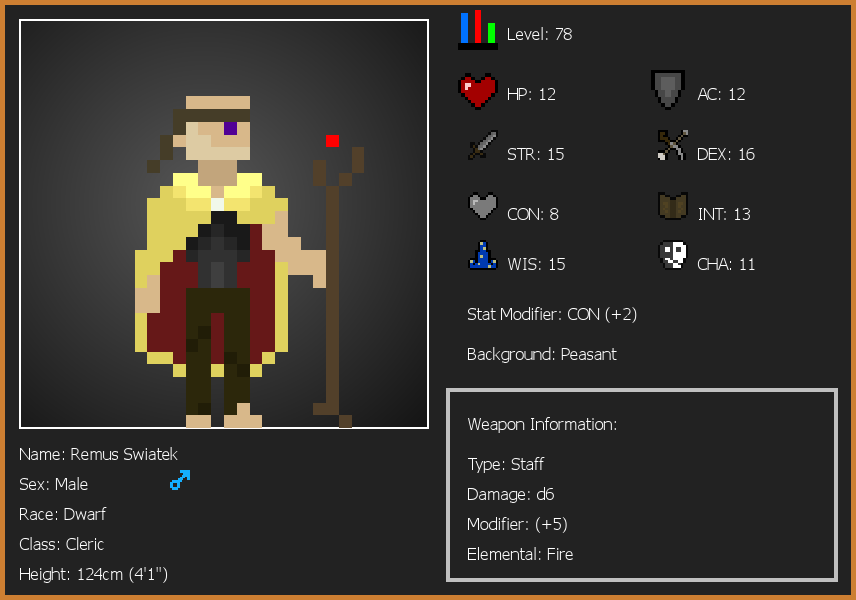 Level: 78
HP: 12
AC: 12
STR: 15
DEX: 16
CON: 8
INT: 13
WIS: 15
CHA: 11
Stat Modifier: CON (+2)
Background: Peasant
Weapon Information:
Type: Staff
Damage: d6
Modifier: (+5)
Elemental: Fire
Name: Remus Swiatek
Sex: Male
Race: Dwarf
Class: Cleric
Height: 124cm (4'1")